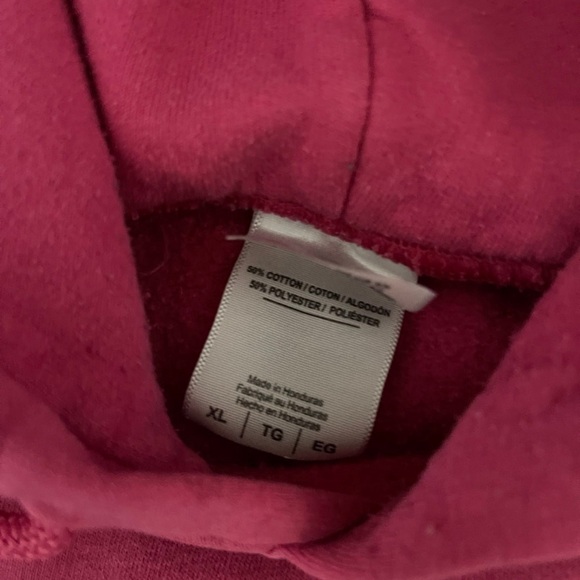 50% COTTON / COTON / ALGODÓN
50% POLYESTER / POLIÉSTER
Made in Honduras
Fabriqué au Honduras
Hecho en Honduras
XL | TG | EG